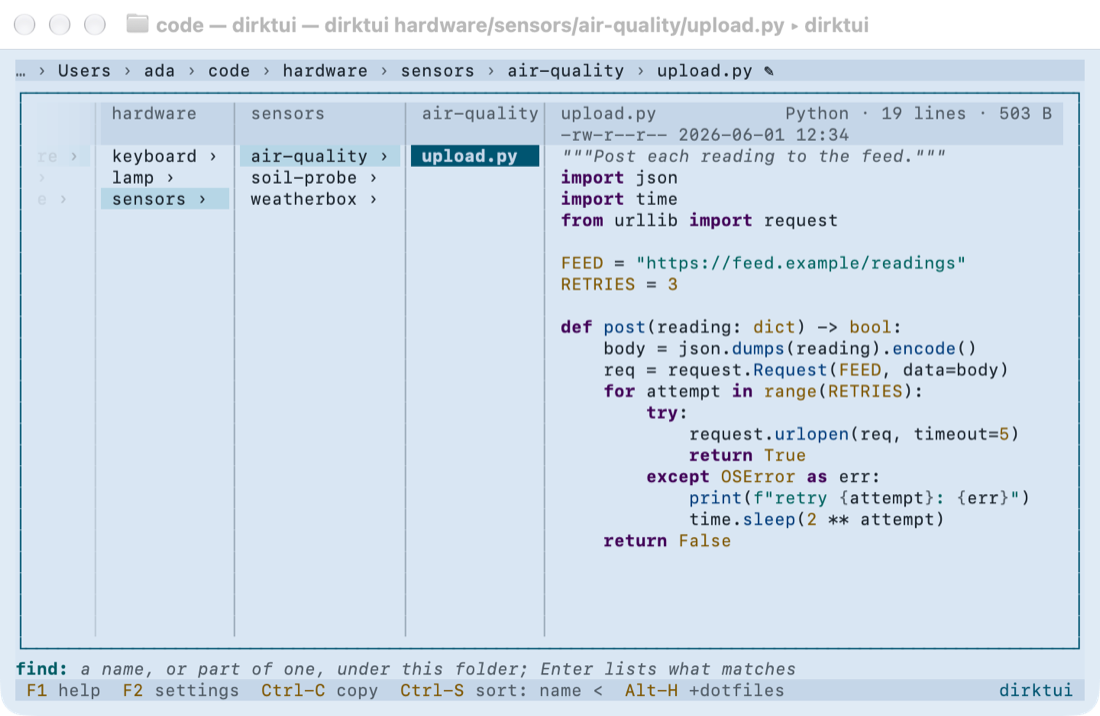 code — dirktui — dirktui hardware/sensors/air-quality/upload.py ▸ dirktui
… › Users › ada › code › hardware › sensors › air-quality › upload.py ✎
hardware
sensors
air-quality
upload.py Python · 19 lines · 503 B
-rw-r--r-- 2026-06-01 12:34
re ›
›
e ›
keyboard ›
lamp ›
sensors ›
air-quality ›
soil-probe ›
weatherbox ›
upload.py
"""Post each reading to the feed."""
import json
import time
from urllib import request

FEED = "https://feed.example/readings"
RETRIES = 3

def post(reading: dict) -> bool:
    body = json.dumps(reading).encode()
    req = request.Request(FEED, data=body)
    for attempt in range(RETRIES):
        try:
            request.urlopen(req, timeout=5)
            return True
        except OSError as err:
            print(f"retry {attempt}: {err}")
            time.sleep(2 ** attempt)
    return False
find: a name, or part of one, under this folder; Enter lists what matches
F1 help F2 settings Ctrl-C copy Ctrl-S sort: name < Alt-H +dotfiles dirktui